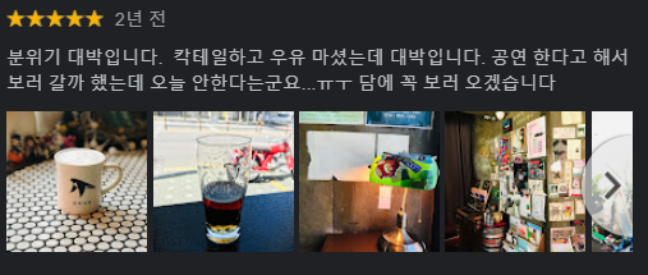 ★★★★★ 2년 전
분위기 대박입니다. 칵테일하고 우유 마셨는데 대박입니다. 공연 한다고 해서
보러 갈까 했는데 오늘 안한다는군요...ㅠㅜ 담에 꼭 보러 오겠습니다